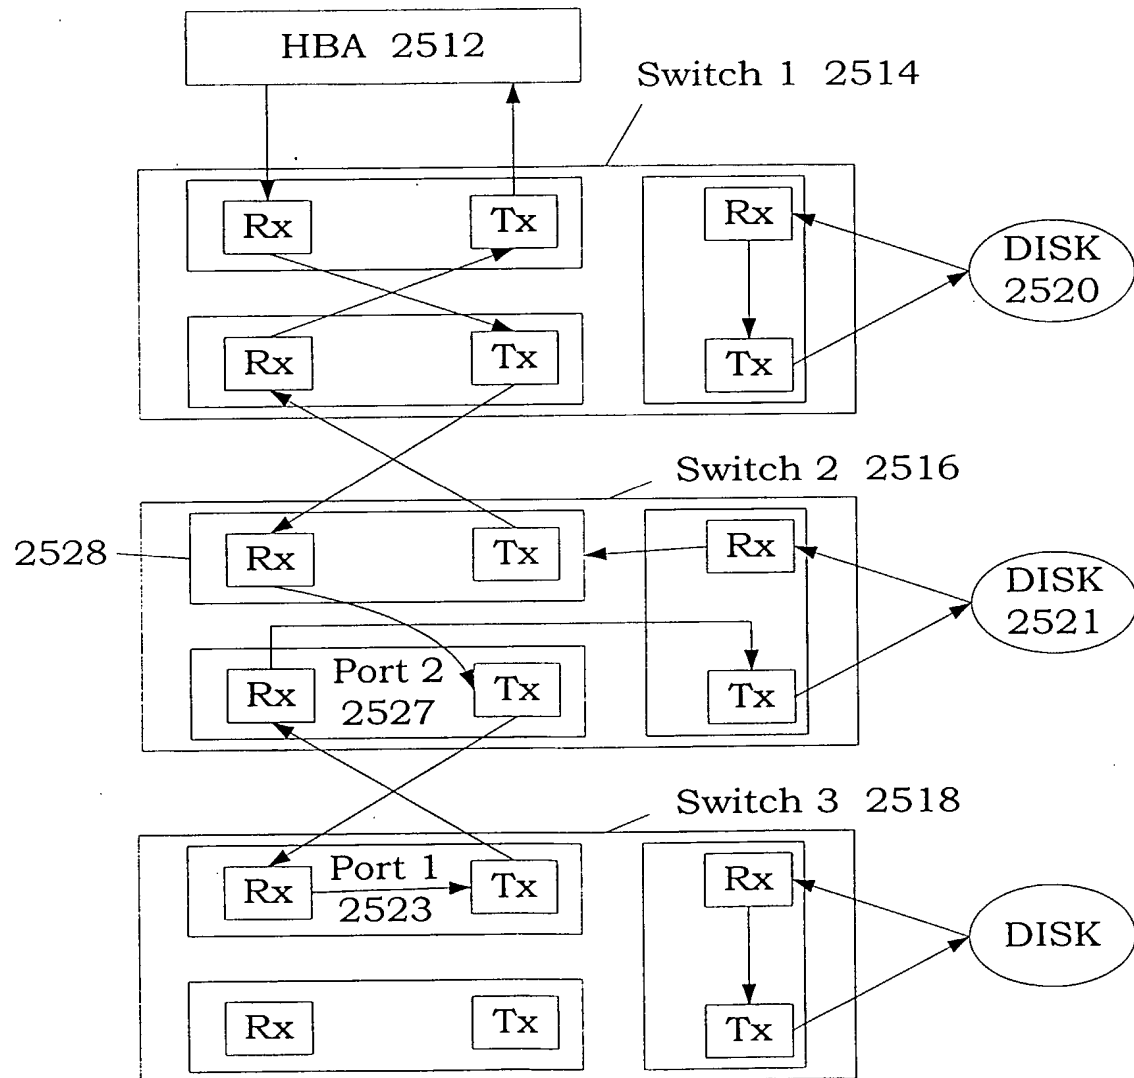 HBA 2512
Switch 1 2514
Rx
Tx
Rx
DISK
2520
Rx
Tx
Tx
Switch 2 2516
2528
Rx
Tx
Rx
DISK
2521
Rx
Port 2
2527
Tx
Tx
Switch 3 2518
Rx
Port 1
2523
Tx
Rx
DISK
Rx
Tx
Tx